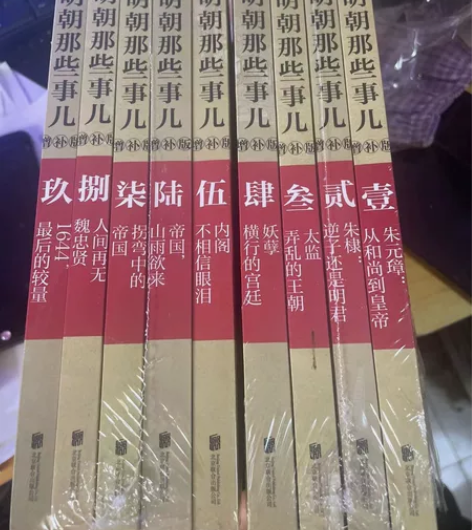 明朝那些事儿
增补版
玖
1644，
最后的较量
明朝那些事儿
增补版
捌
人间再无
魏忠贤
明朝那些事儿
增补版
柒
拐弯中的
帝国
明朝那些事儿
增补版
陆
帝国，
山雨欲来
明朝那些事儿
增补版
伍
内阁
不相信眼泪
明朝那些事儿
增补版
肆
妖孽
横行的宫廷
明朝那些事儿
增补版
叁
太监
弄乱的王朝
明朝那些事儿
增补版
贰
朱棣：
逆子还是明君
明朝那些事儿
增补版
壹
朱元璋：
从和尚到皇帝